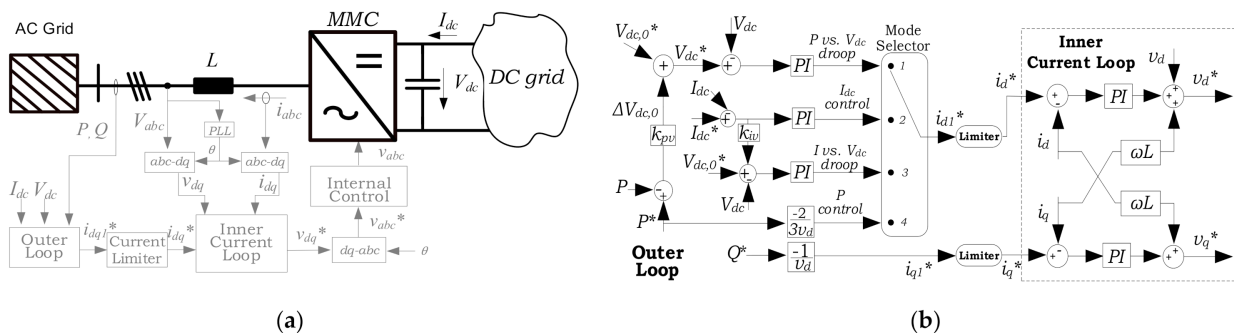 AC Grid
P,Q
V_abc
L
MMC
I_dc
V_dc
DC grid
PLL
θ
i_abc
abc-dq
abc-dq
v_dq
i_dq
v_abc
Internal
Control
v_abc*
I_dc
V_dc
Outer
Loop
i_dq1*
Current
Limiter
i_dq*
Inner
Current
Loop
v_dq*
dq-abc
θ
(a)
V_dc,0*
V_dc*
V_dc
+
+
-
PI
P vs. V_dc
droop
Mode
Selector
1
ΔV_dc,0
k_pv
I_dc
I_dc*
+
-
k_iv
PI
I_dc
control
2
V_dc,0*
+
-
V_dc
PI
I vs. V_dc
droop
3
P
-
+
P*
-2
3v_d
P
control
4
Outer
Loop
Q*
-1
v_d
i_q1*
i_d1*
Limiter
i_d*
Limiter
i_q*
Inner
Current Loop
+
-
PI
v_d
+
+
v_d*
i_d
ωL
i_q
ωL
+
-
PI
+
+
v_q*
(b)